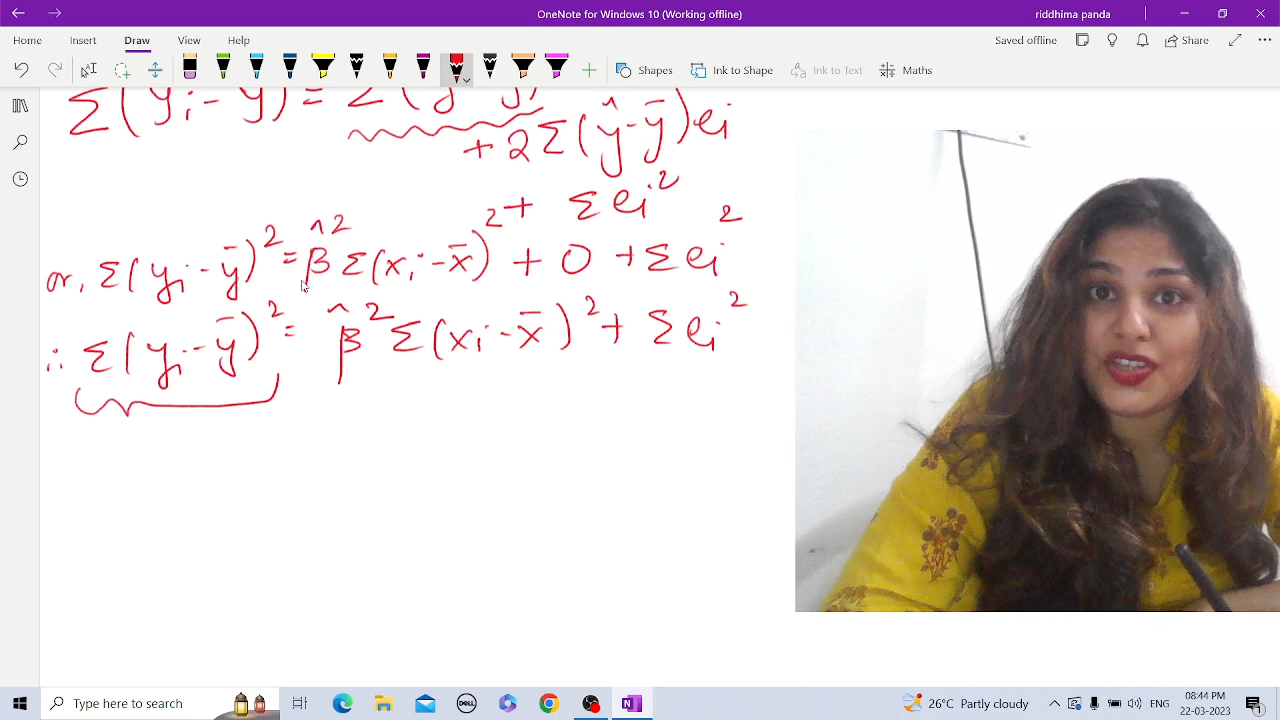 OneNote for Windows 10 (Working offline)
riddhima panda
Home Insert Draw View Help
Saved offline
Share
Shapes
Ink to Shape
Ink to Text
Maths
Σ(yi - y) = Σ(
+ 2Σ(ŷ-ȳ)ei
+ Σei²
or, Σ(yi-ȳ)² = β̂² Σ(xi-x̄)² + 0 + Σei²
∴ Σ(yi-ȳ)² = β̂² Σ(xi-x̄)² + Σei²
Type here to search
DELL
26°C Partly cloudy
ENG
08:44 PM
22-03-2023